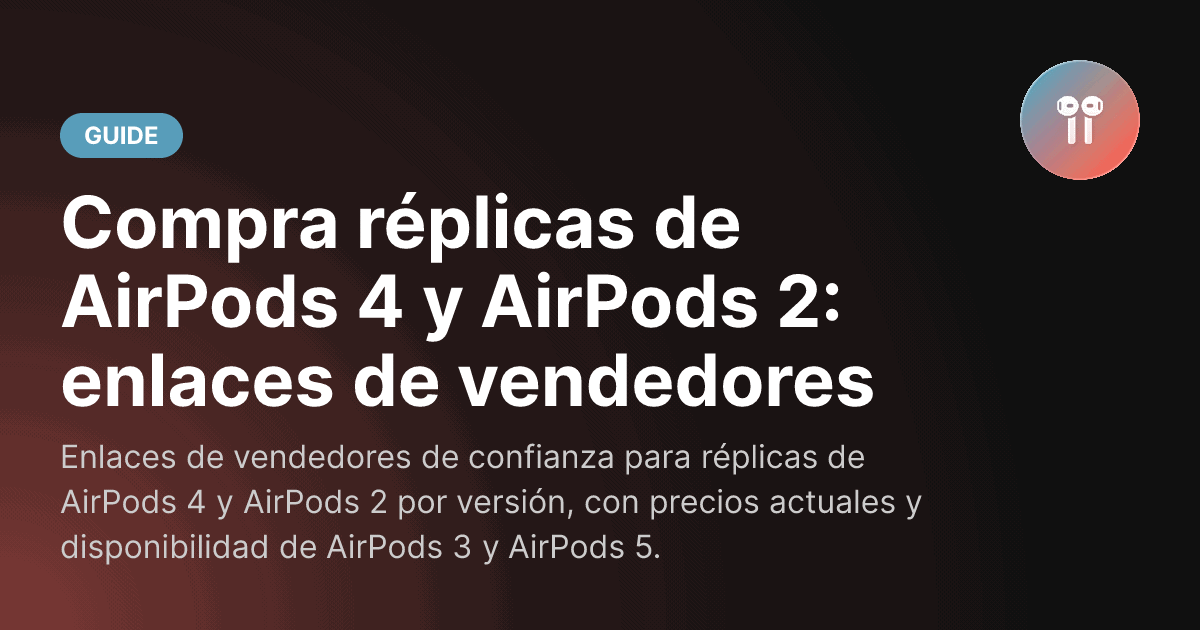 GUIDE
Compra réplicas de
AirPods 4 y AirPods 2:
enlaces de vendedores
Enlaces de vendedores de confianza para réplicas de
AirPods 4 y AirPods 2 por versión, con precios actuales y
disponibilidad de AirPods 3 y AirPods 5.